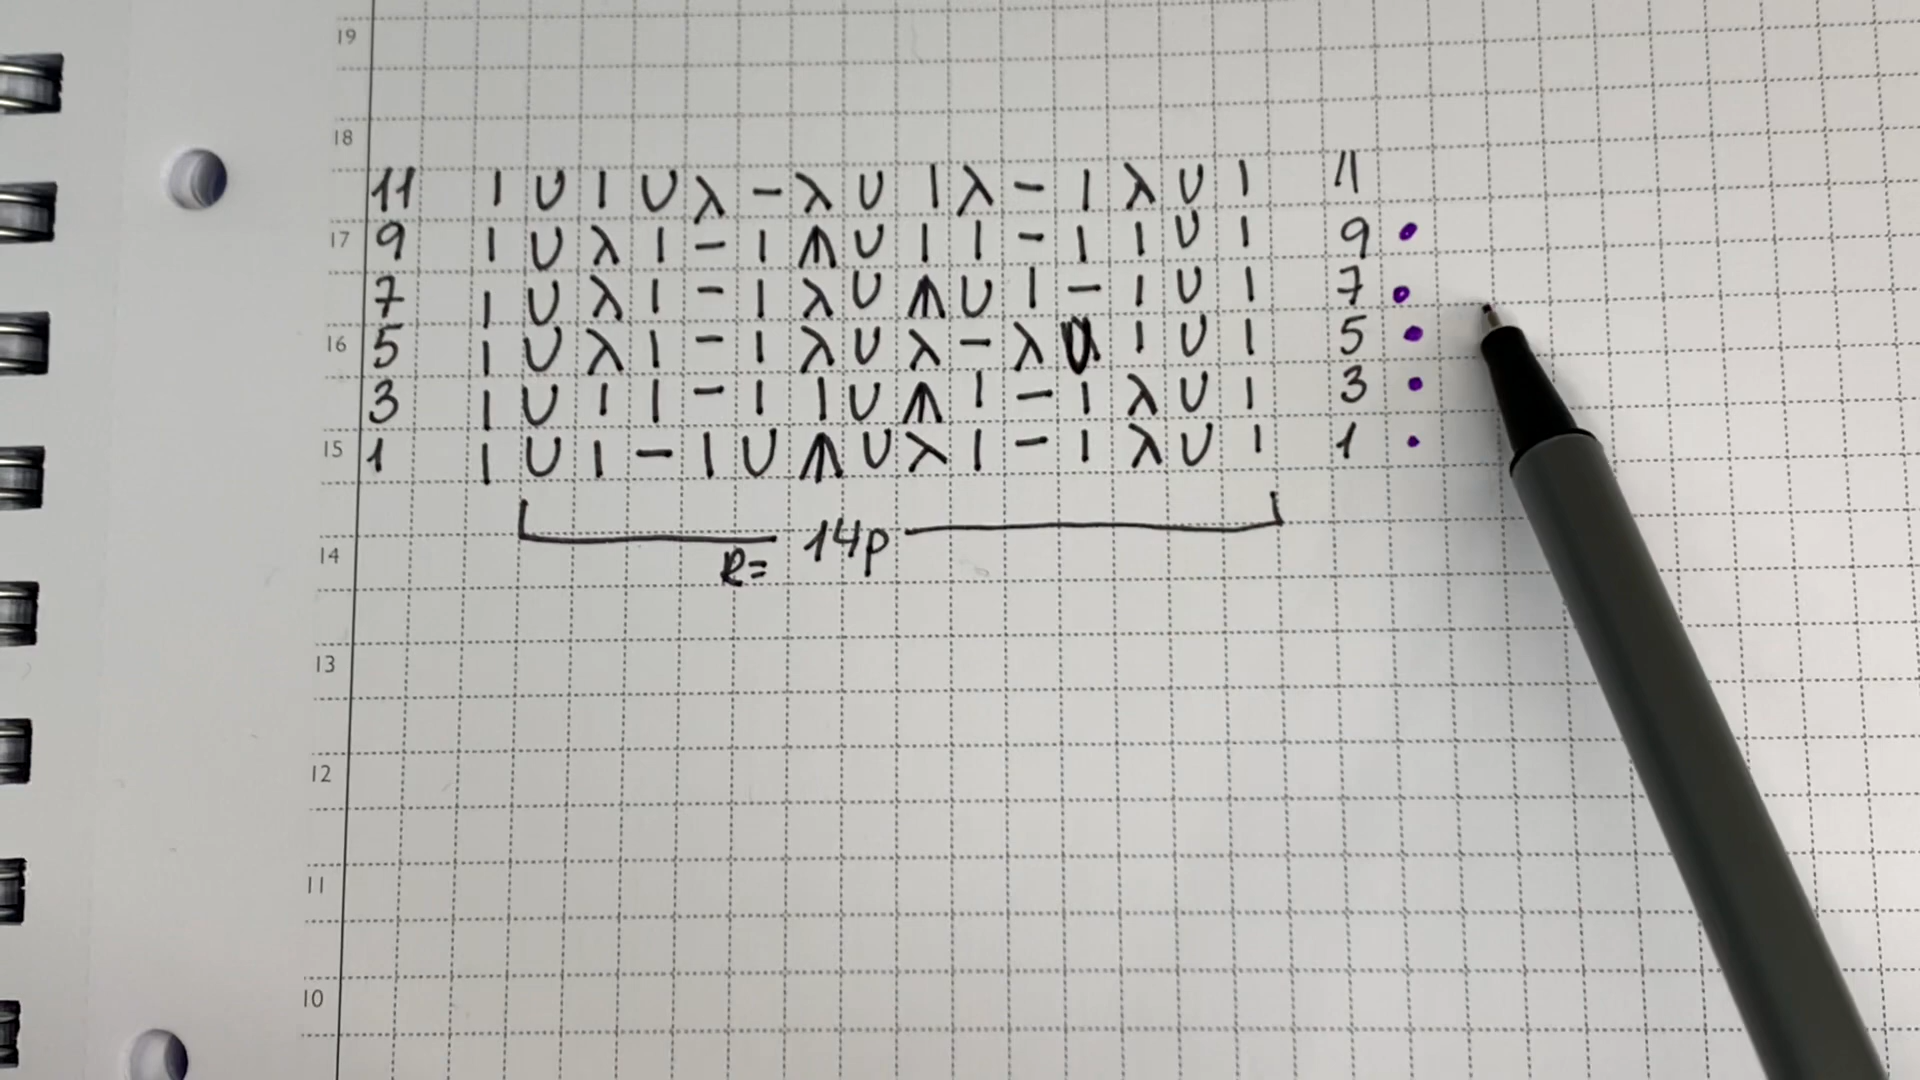 19
18
11 | U | U λ – λ U | λ – | λ U | 11
17
9 | U λ | – | ⩚ U | | – | | U | 9 •
7 | U λ | – | λ U ⩚ U | – | U | 7 •
16
5 | U λ | – | λ U λ – λ U | U | 5 •
3 | U | | – | | U ⩚ | – | λ U | 3 •
15
1 | U | – | U ⩚ U λ | – | λ U | 1 •
14
R= 14p
13
12
11
10